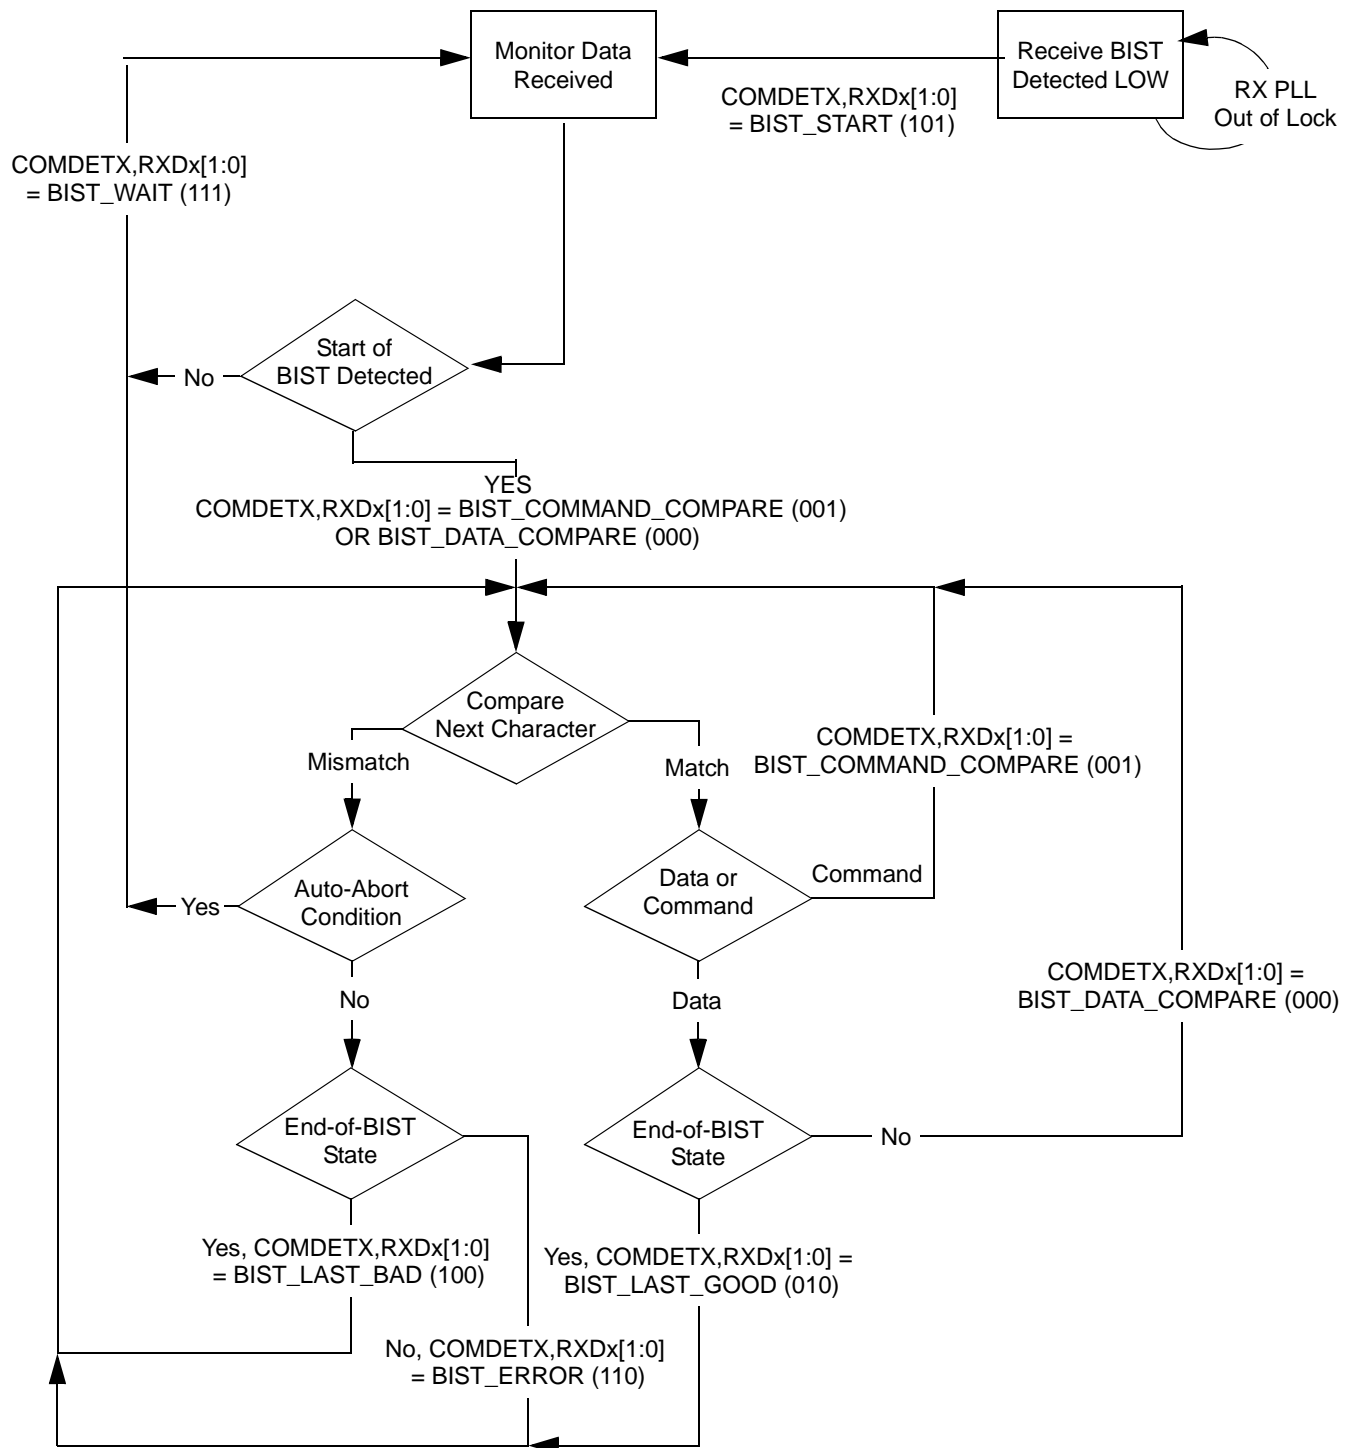 Monitor Data
Received
Receive BIST
Detected LOW
RX PLL
Out of Lock
COMDETX,RXDx[1:0]
= BIST_START (101)
COMDETX,RXDx[1:0]
= BIST_WAIT (111)
Start of
BIST Detected
No
YES
COMDETX,RXDx[1:0] = BIST_COMMAND_COMPARE (001)
OR BIST_DATA_COMPARE (000)
Compare
Next Character
Mismatch
Match
COMDETX,RXDx[1:0] =
BIST_COMMAND_COMPARE (001)
Auto-Abort
Condition
Yes
Data or
Command
Command
No
Data
COMDETX,RXDx[1:0] =
BIST_DATA_COMPARE (000)
End-of-BIST
State
End-of-BIST
State
No
Yes, COMDETX,RXDx[1:0]
= BIST_LAST_BAD (100)
Yes, COMDETX,RXDx[1:0] =
BIST_LAST_GOOD (010)
No, COMDETX,RXDx[1:0]
= BIST_ERROR (110)